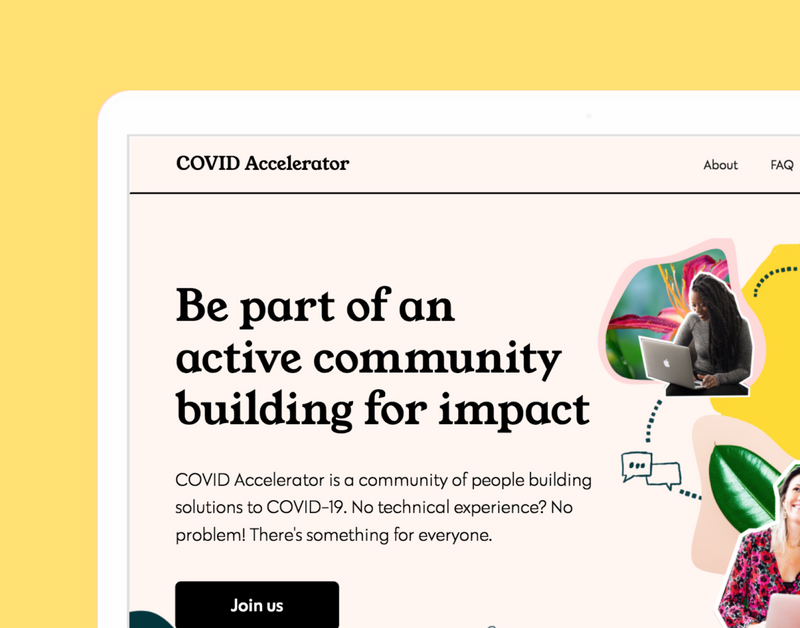 COVID Accelerator
About
FAQ
Be part of an
active community
building for impact
COVID Accelerator is a community of people building
solutions to COVID-19. No technical experience? No
problem! There's something for everyone.
Join us